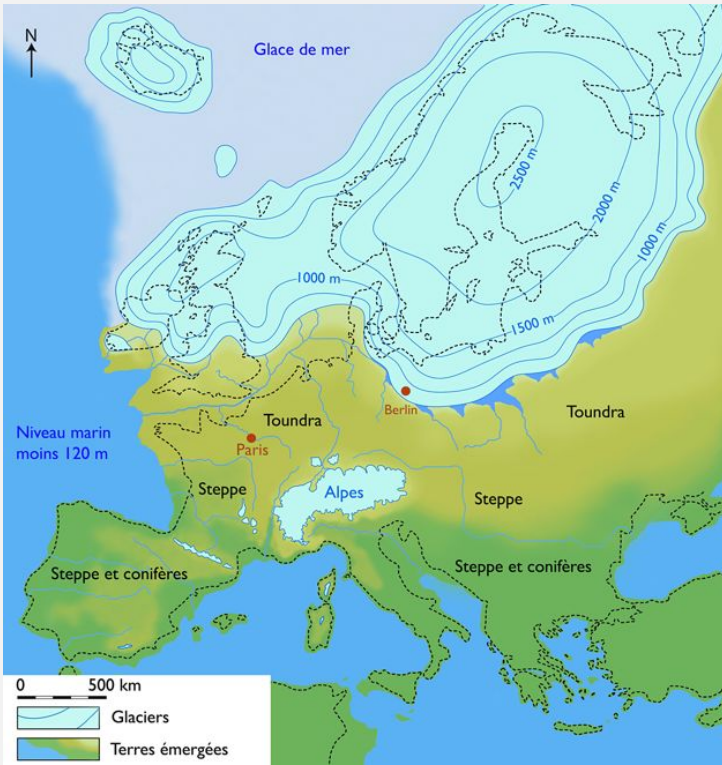 N
Glace de mer
2500 m
2000 m
1000 m
1000 m
1500 m
Berlin
Toundra
Toundra
Niveau marin
moins 120 m
Paris
Steppe
Alpes
Steppe
Steppe et conifères
Steppe et conifères
0 500 km
Glaciers
Terres émergées